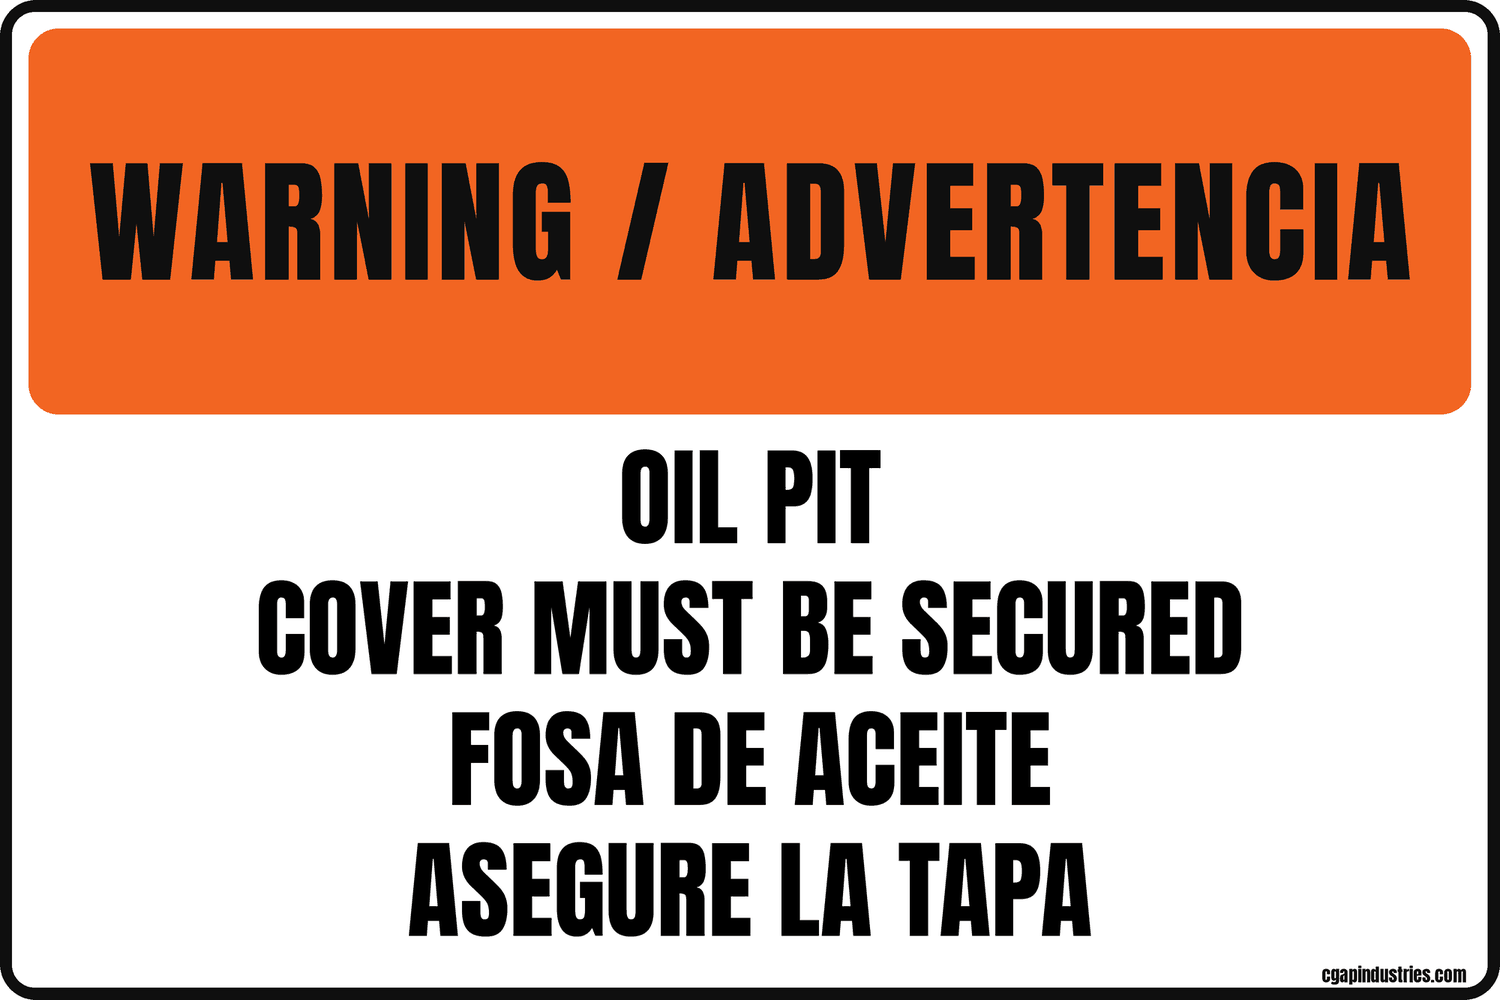 WARNING / ADVERTENCIA
OIL PIT
COVER MUST BE SECURED
FOSA DE ACEITE
ASEGURE LA TAPA
cgapindustries.com